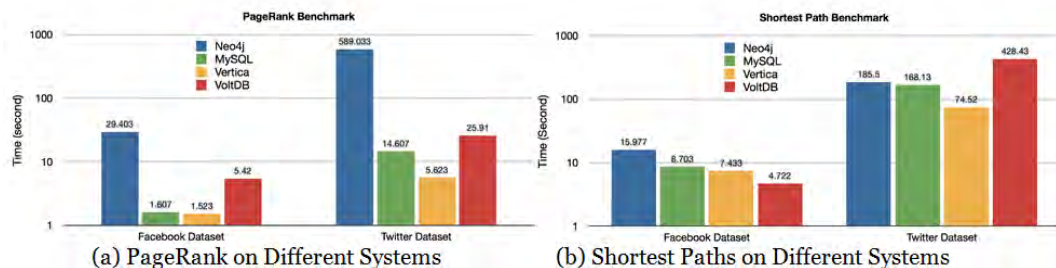 PageRank Benchmark
1000
100
10
1
Time (second)
Neo4j
MySQL
Vertica
VoltDB
29.403
1.607
1.523
5.42
589.033
14.607
5.623
25.91
Facebook Dataset
Twitter Dataset
(a) PageRank on Different Systems
Shortest Path Benchmark
1000
100
10
1
Time (Second)
Neo4j
MySQL
Vertica
VoltDB
15.977
8.703
7.433
4.722
185.5
168.13
74.52
428.43
Facebook Dataset
Twitter Dataset
(b) Shortest Paths on Different Systems